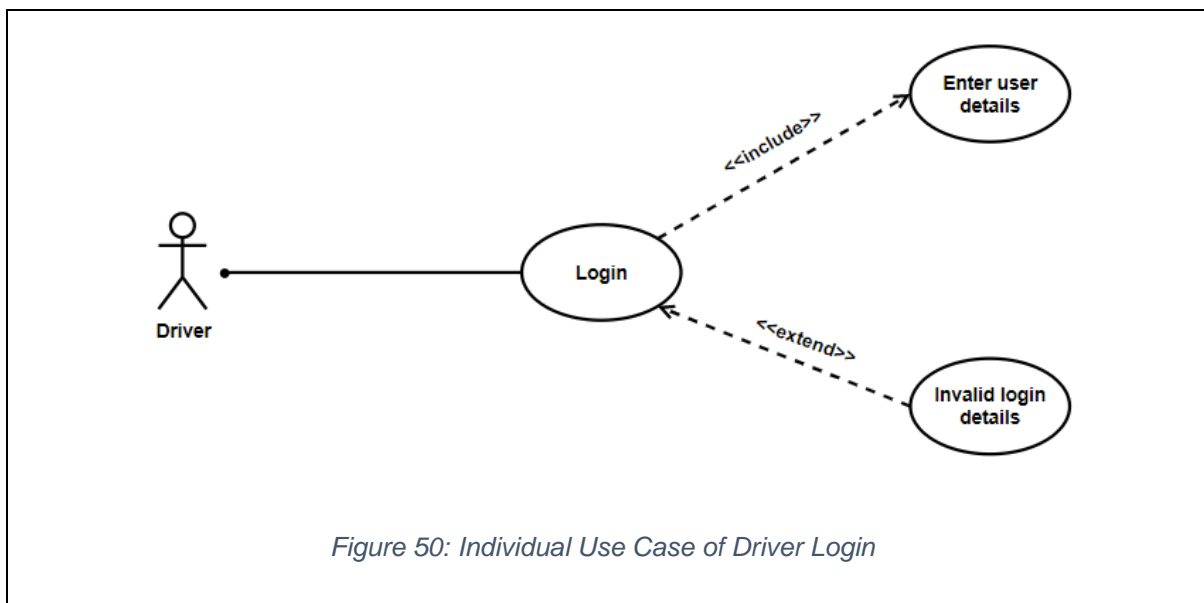 Enter user
details
<<include>>
Login
Driver
<<extend>>
Invalid login
details
Figure 50: Individual Use Case of Driver Login